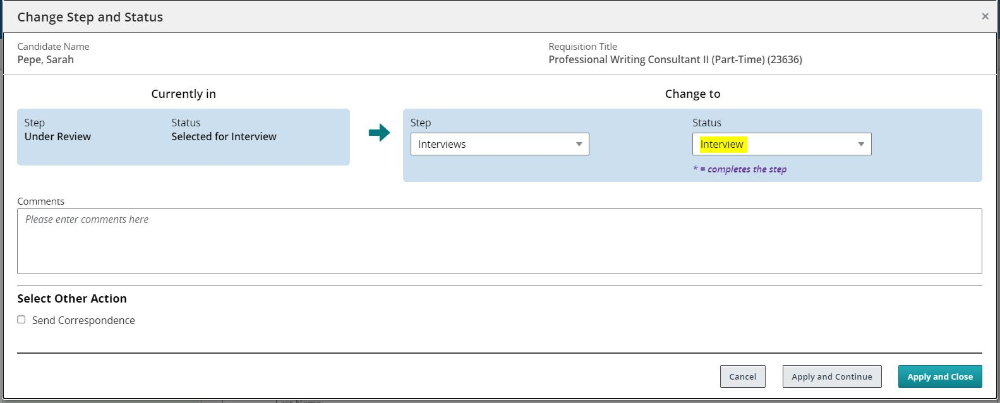 Change Step and Status
×
Candidate Name
Pepe, Sarah
Requisition Title
Professional Writing Consultant II (Part-Time) (23636)
Currently in
Step
Under Review
Status
Selected for Interview
Change to
Step
Interviews
Status
Interview
* = completes the step
Comments
Please enter comments here
Select Other Action
Send Correspondence
Cancel
Apply and Continue
Apply and Close
Last Name